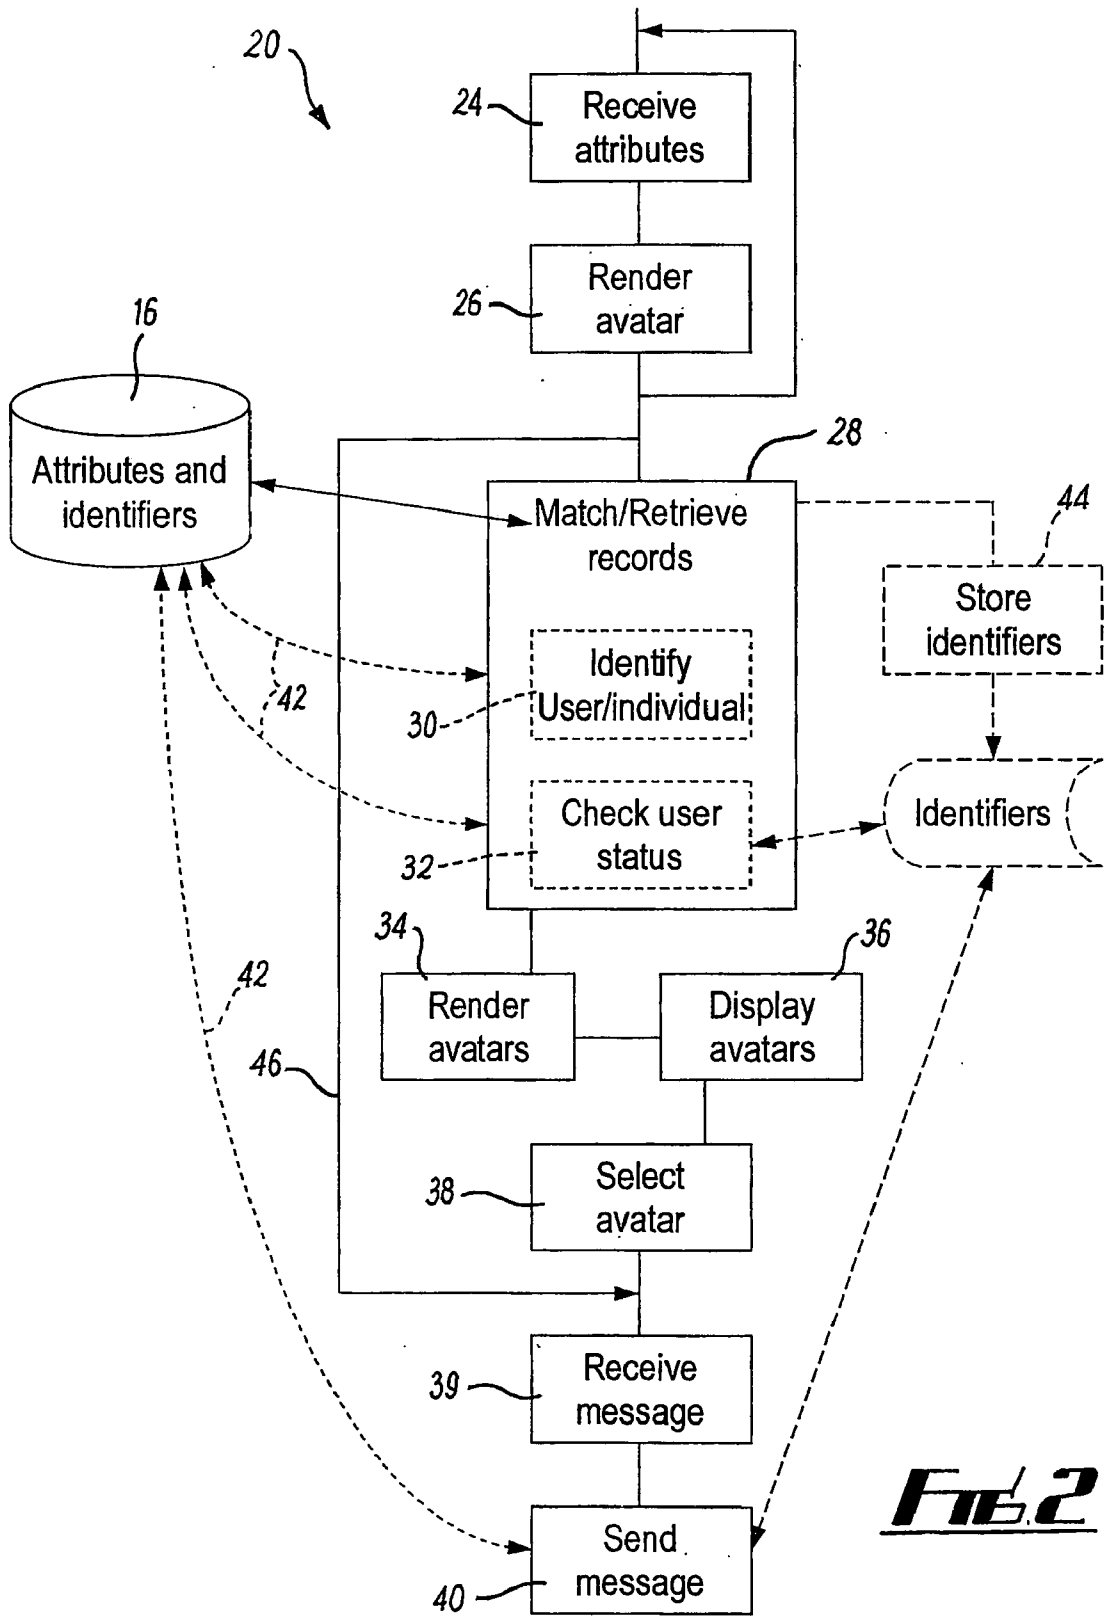 20
24
Receive
attributes
26
Render
avatar
16
Attributes and
identifiers
28
Match/Retrieve
records
44
Store
identifiers
42
30
Identify
User/individual
32
Check user
status
Identifiers
34
Render
avatars
36
Display
avatars
42
46
38
Select
avatar
39
Receive
message
40
Send
message
FIG. 2